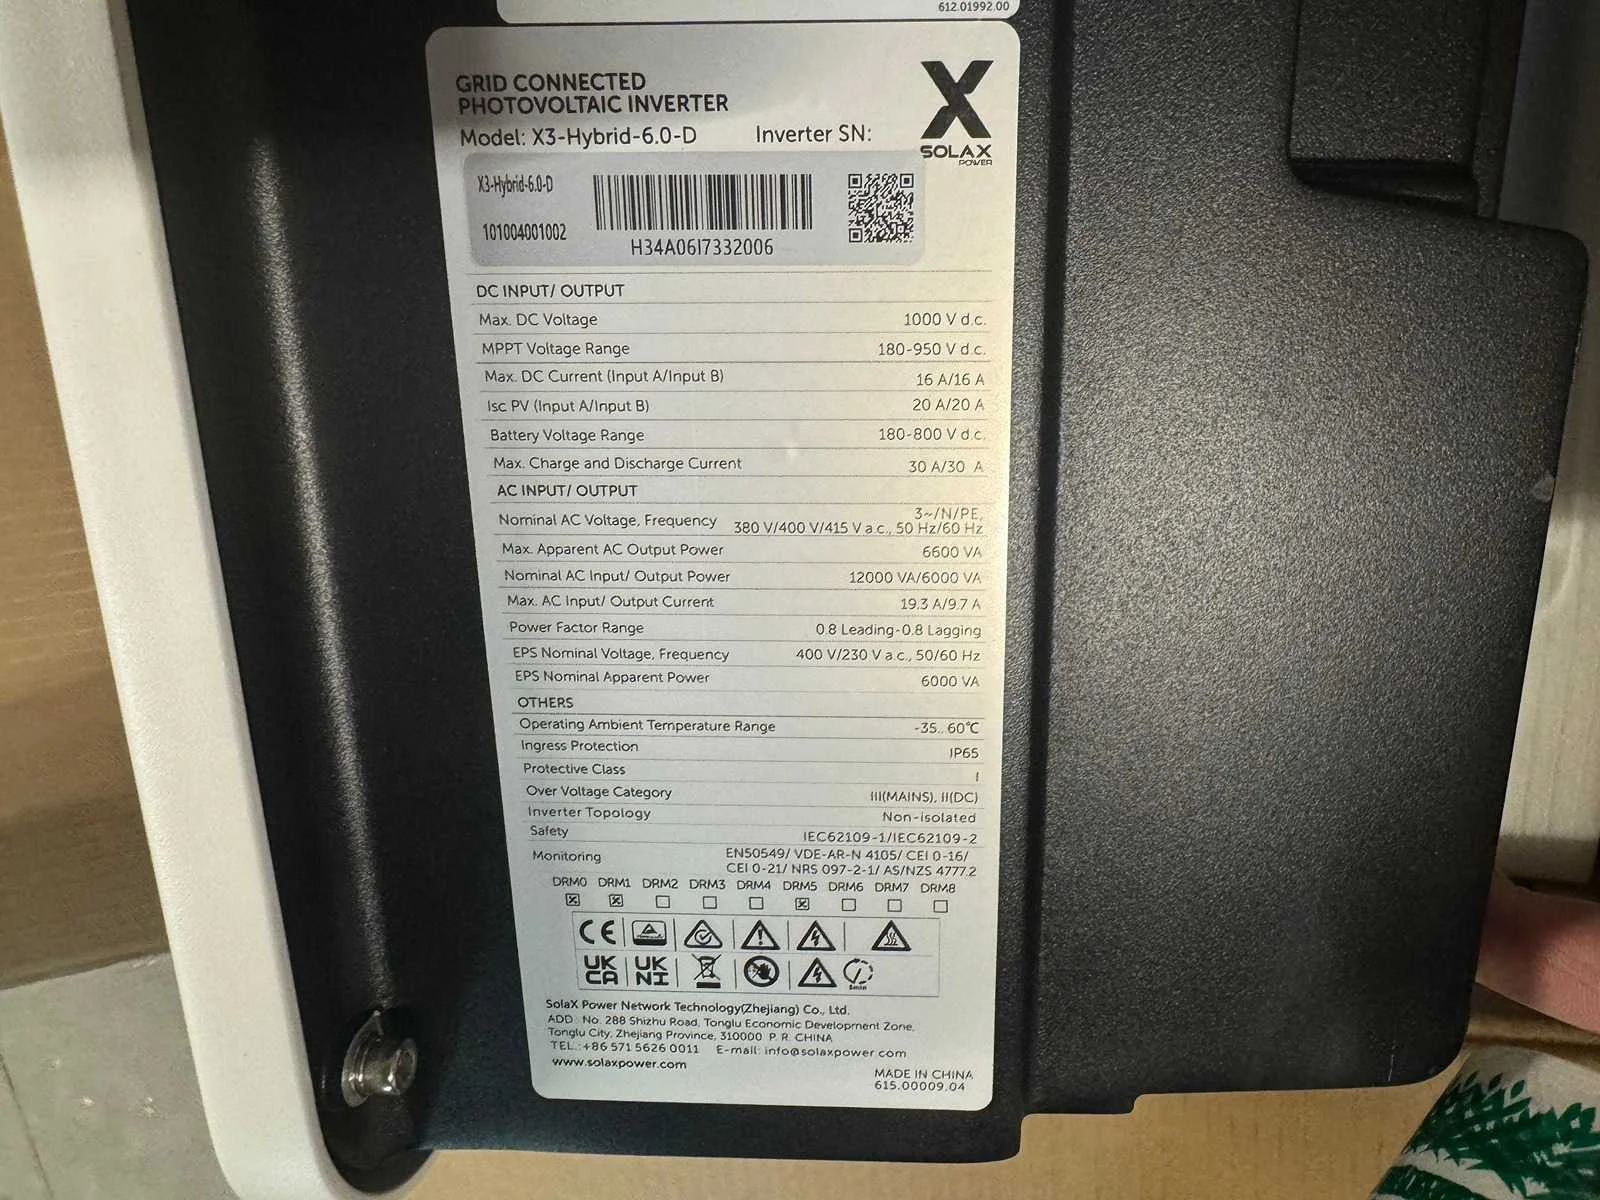 612.01992.00
GRID CONNECTED
PHOTOVOLTAIC INVERTER
Model: X3-Hybrid-6.0-D Inverter SN:
SOLAX
POWER
X3-Hybrid-6.0-D
101004001002
H34A06I7332006
DC INPUT/ OUTPUT
Max. DC Voltage 1000 V d.c.
MPPT Voltage Range 180-950 V d.c.
Max. DC Current (Input A/Input B) 16 A/16 A
Isc PV (Input A/Input B) 20 A/20 A
Battery Voltage Range 180-800 V d.c.
Max. Charge and Discharge Current 30 A/30 A
AC INPUT/ OUTPUT
Nominal AC Voltage, Frequency 3~/N/PE,
380 V/400 V/415 V a.c., 50 Hz/60 Hz
Max. Apparent AC Output Power 6600 VA
Nominal AC Input/ Output Power 12000 VA/6000 VA
Max. AC Input/ Output Current 19.3 A/9.7 A
Power Factor Range 0.8 Leading-0.8 Lagging
EPS Nominal Voltage, Frequency 400 V/230 V a.c., 50/60 Hz
EPS Nominal Apparent Power 6000 VA
OTHERS
Operating Ambient Temperature Range -35..60℃
Ingress Protection IP65
Protective Class I
Over Voltage Category III(MAINS), II(DC)
Inverter Topology Non-isolated
Safety IEC62109-1/IEC62109-2
Monitoring EN50549/ VDE-AR-N 4105/ CEI 0-16/
CEI 0-21/ NRS 097-2-1/ AS/NZS 4777.2
DRM0 DRM1 DRM2 DRM3 DRM4 DRM5 DRM6 DRM7 DRM8
CE
UK CA UK NI 5min
SolaX Power Network Technology(Zhejiang) Co., Ltd.
ADD.: No. 288 Shizhu Road, Tonglu Economic Development Zone,
Tonglu City, Zhejiang Province, 310000 P. R. CHINA
TEL.:+86 571 5626 0011 E-mail: info@solaxpower.com
www.solaxpower.com
MADE IN CHINA
615.00009.04